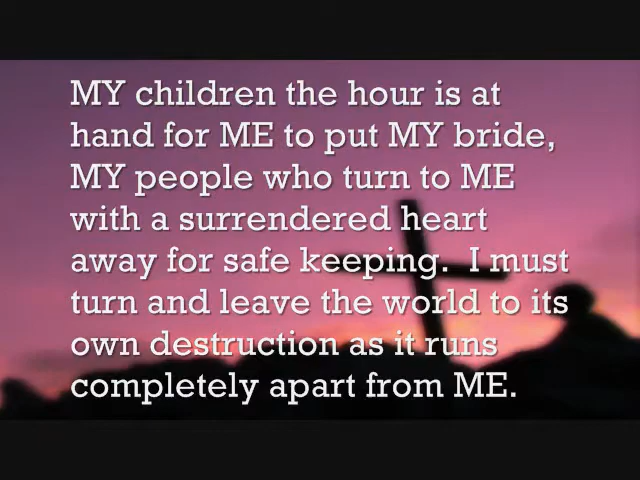 MY children the hour is at
hand for ME to put MY bride,
MY people who turn to ME
with a surrendered heart
away for safe keeping.  I must
turn and leave the world to its
own destruction as it runs
completely apart from ME.